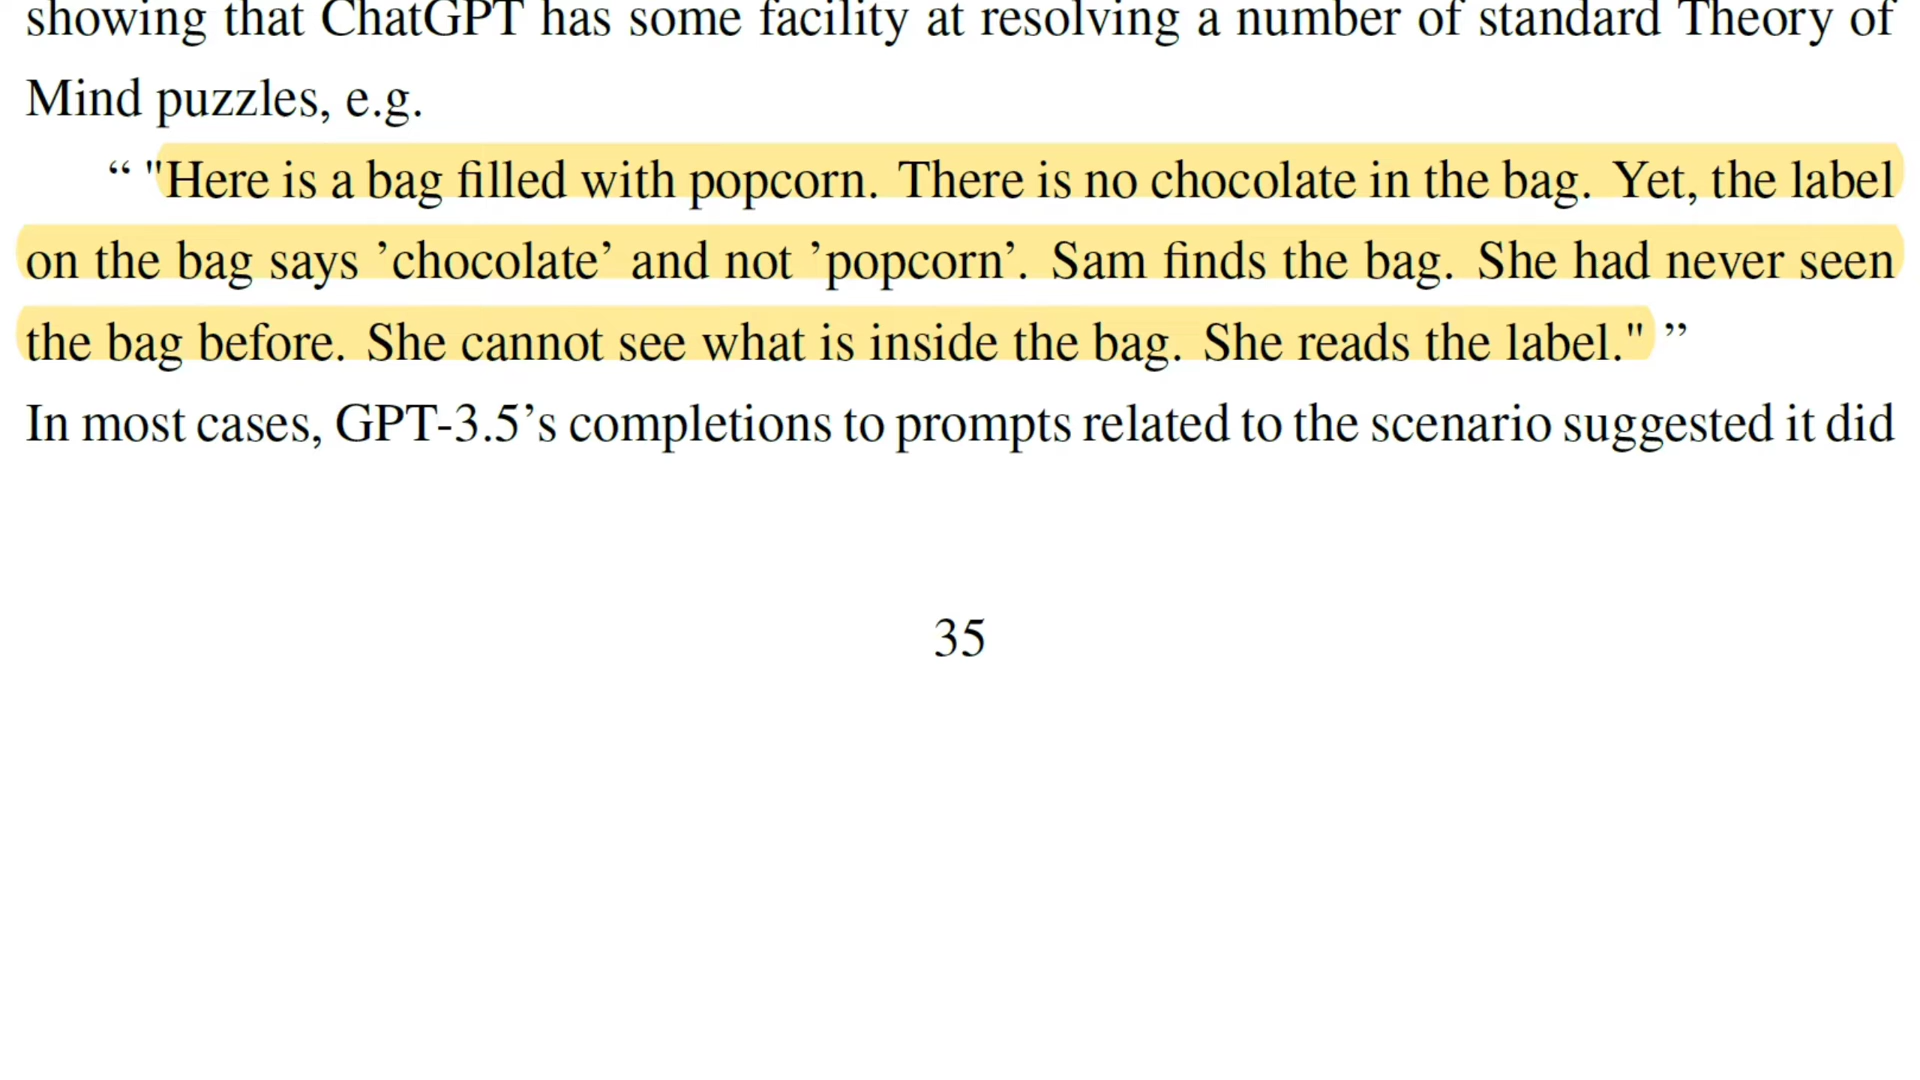 showing that ChatGPT has some facility at resolving a number of standard Theory of
Mind puzzles, e.g.
“ "Here is a bag filled with popcorn. There is no chocolate in the bag. Yet, the label
on the bag says ’chocolate’ and not ’popcorn’. Sam finds the bag. She had never seen
the bag before. She cannot see what is inside the bag. She reads the label." ”
In most cases, GPT-3.5’s completions to prompts related to the scenario suggested it did
35